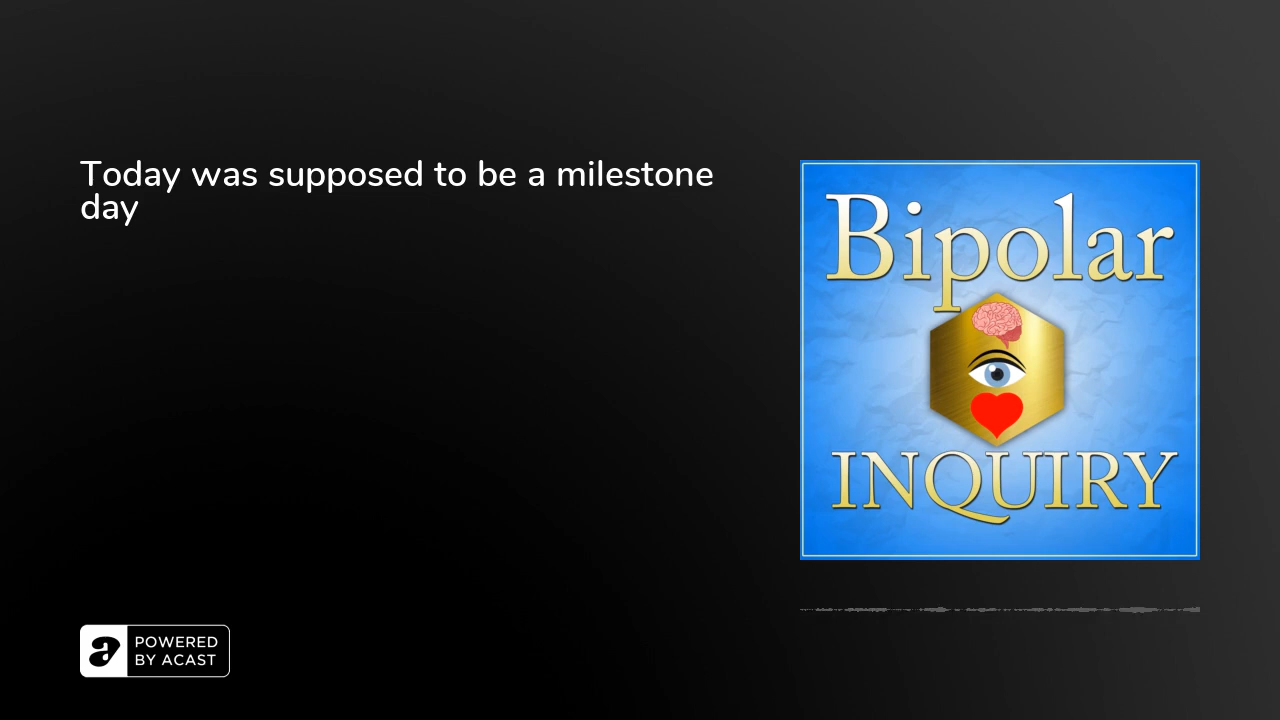 Today was supposed to be a milestone
day
Bipolar
INQUIRY
a POWERED
BY ACAST